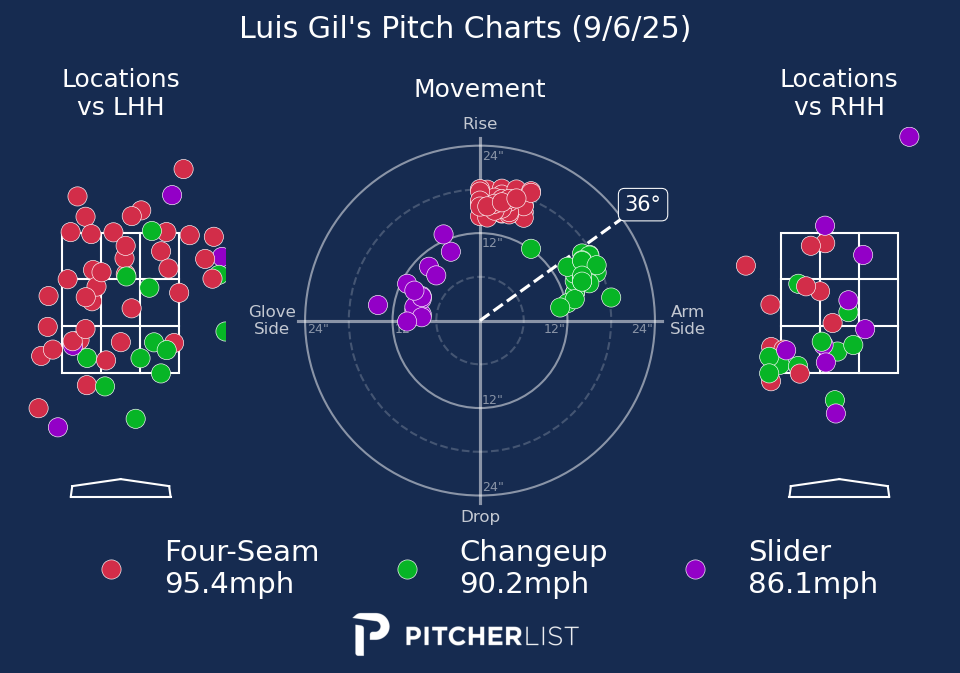 Luis Gil's Pitch Charts (9/6/25)
Locations
vs LHH
Movement
Locations
vs RHH
Rise
24"
36°
12"
Glove
Side
24"
12"
24"
Arm
Side
12"
24"
Drop
Four-Seam
95.4mph
Changeup
90.2mph
Slider
86.1mph
PITCHERLIST